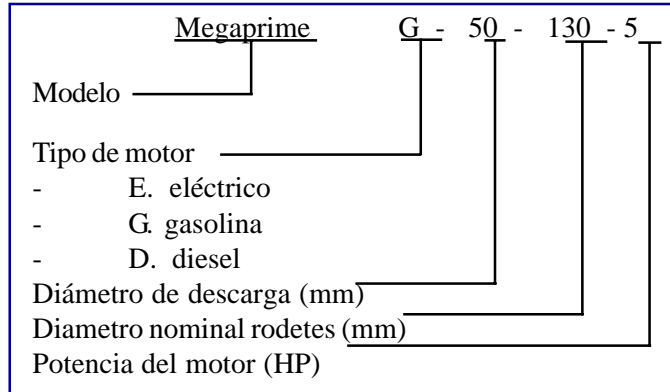 Megaprime G - 50 - 130 - 5
Modelo
Tipo de motor
- E. eléctrico
- G. gasolina
- D. diesel
Diámetro de descarga (mm)
Diametro nominal rodetes (mm)
Potencia del motor (HP)